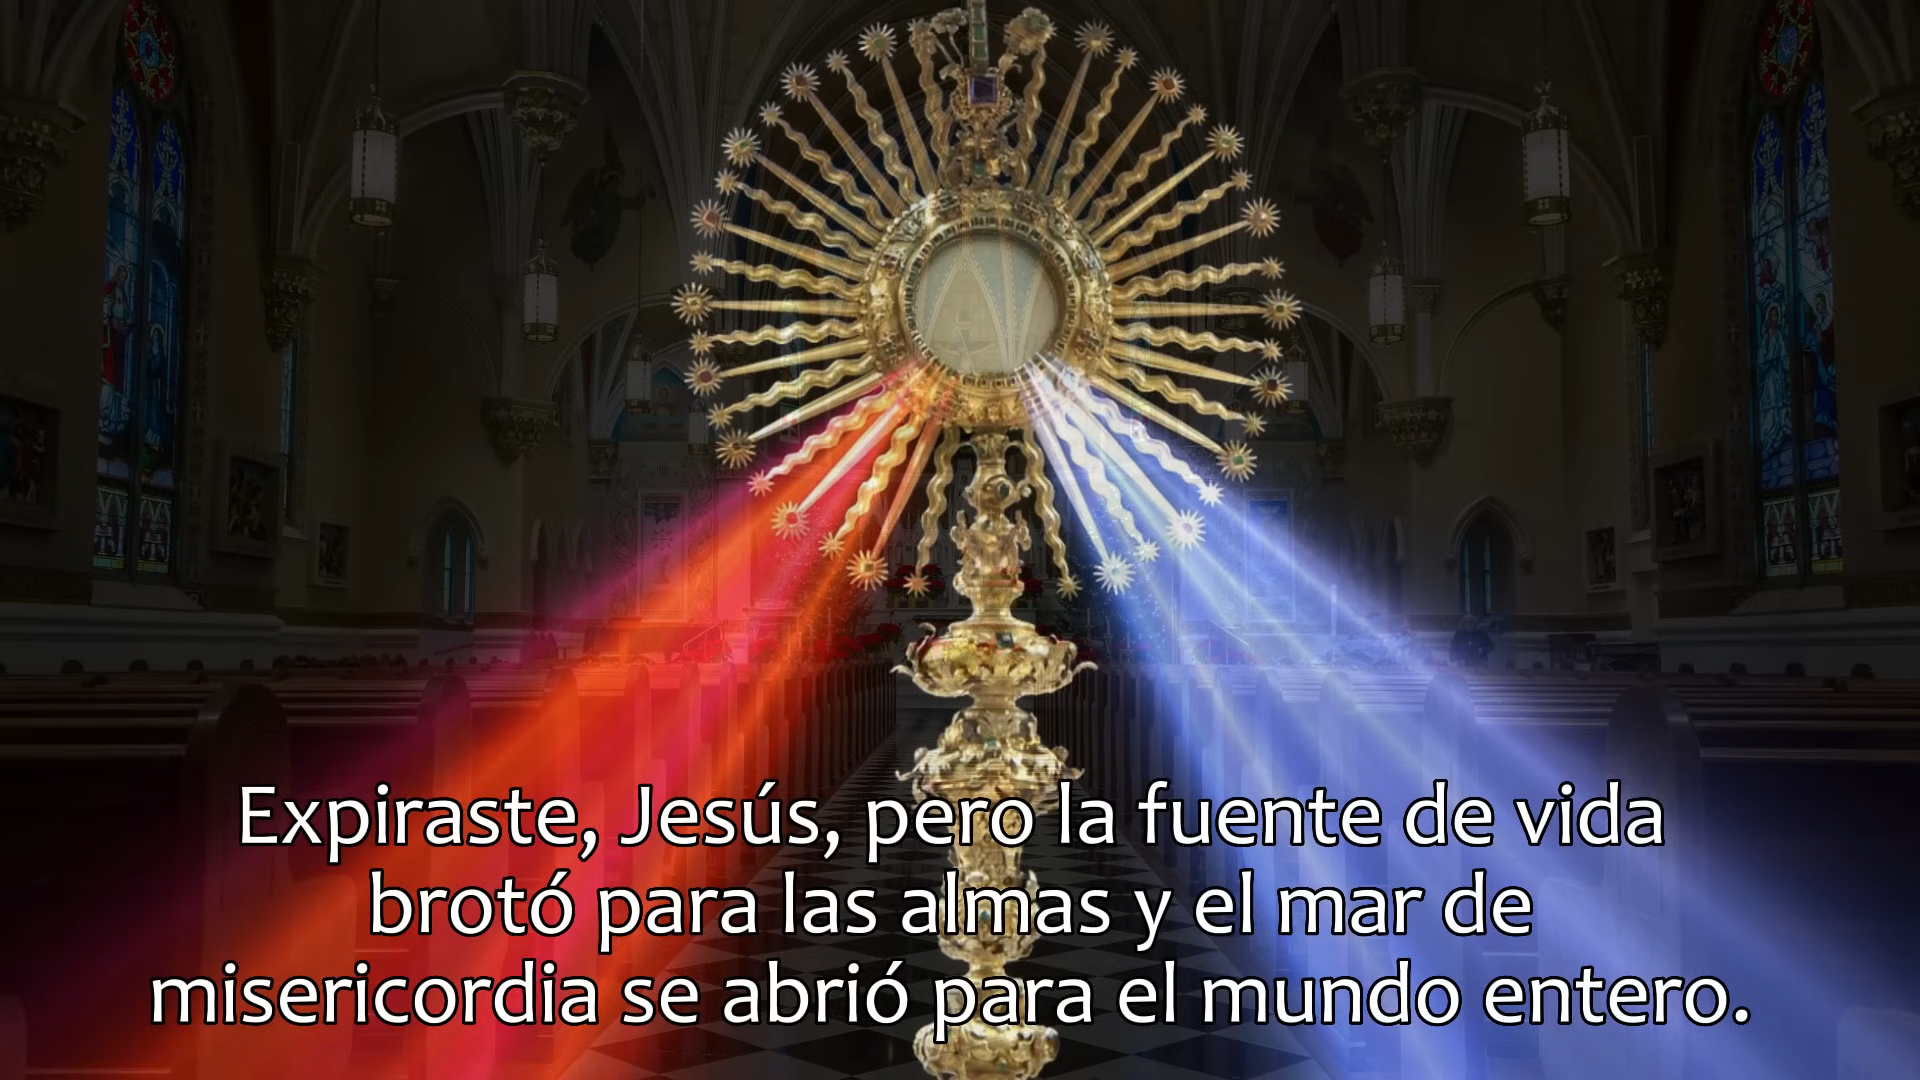 Expiraste, Jesús, pero la fuente de vida
brotó para las almas y el mar de
misericordia se abrió para el mundo entero.